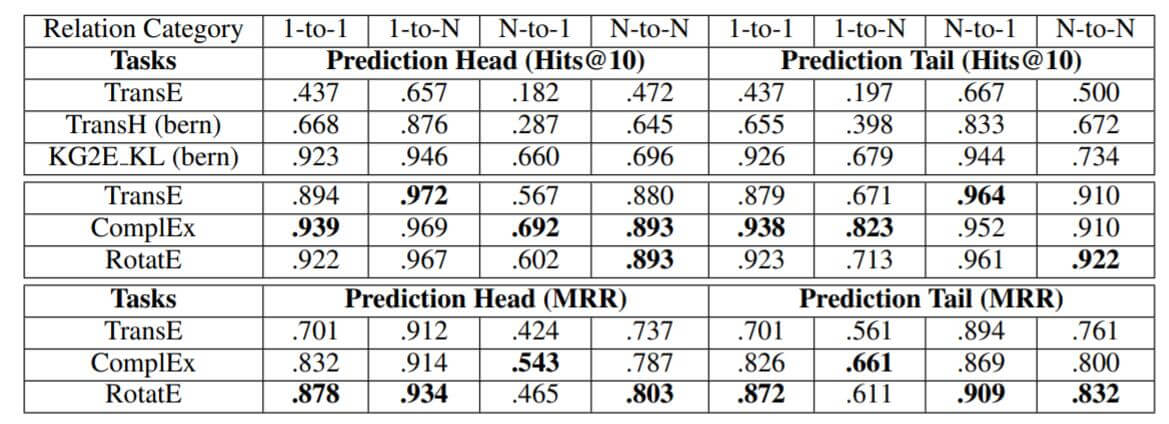 Relation Category 1-to-1 1-to-N N-to-1 N-to-N 1-to-1 1-to-N N-to-1 N-to-N
Tasks Prediction Head (Hits@10) Prediction Tail (Hits@10)
TransE .437 .657 .182 .472 .437 .197 .667 .500
TransH (bern) .668 .876 .287 .645 .655 .398 .833 .672
KG2E_KL (bern) .923 .946 .660 .696 .926 .679 .944 .734
TransE .894 .972 .567 .880 .879 .671 .964 .910
ComplEx .939 .969 .692 .893 .938 .823 .952 .910
RotatE .922 .967 .602 .893 .923 .713 .961 .922
Tasks Prediction Head (MRR) Prediction Tail (MRR)
TransE .701 .912 .424 .737 .701 .561 .894 .761
ComplEx .832 .914 .543 .787 .826 .661 .869 .800
RotatE .878 .934 .465 .803 .872 .611 .909 .832